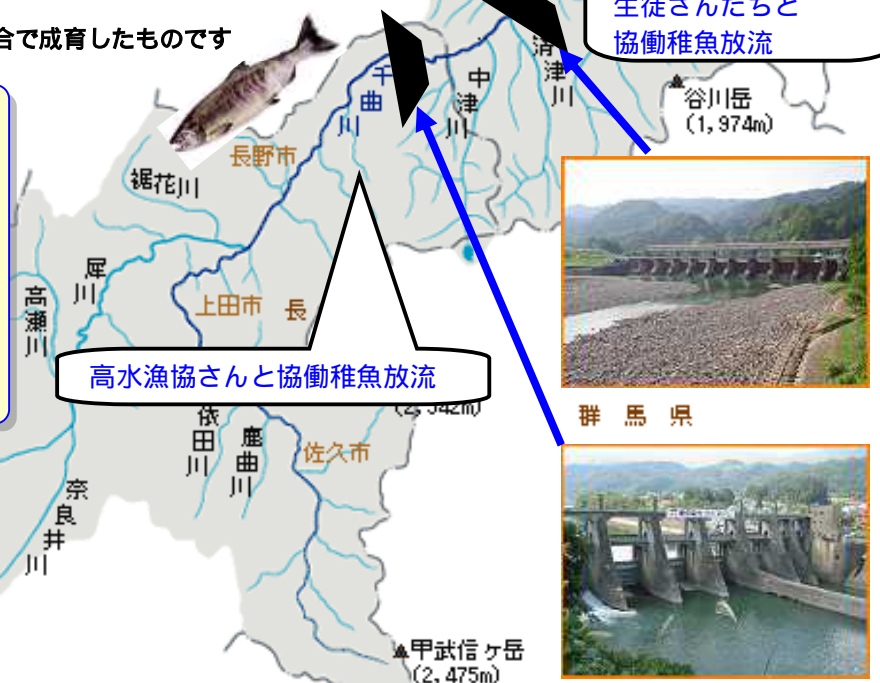 生徒さんたちと
協働稚魚放流
合で成育したものです
千曲川
中津川
清津川
谷川岳
(1,974m)
長野市
裾花川
犀川
高瀬川
上田市
長
高水漁協さんと協働稚魚放流
群馬県
依田川
鹿曲川
佐久市
奈良井川
甲武信ヶ岳
(2,475m)